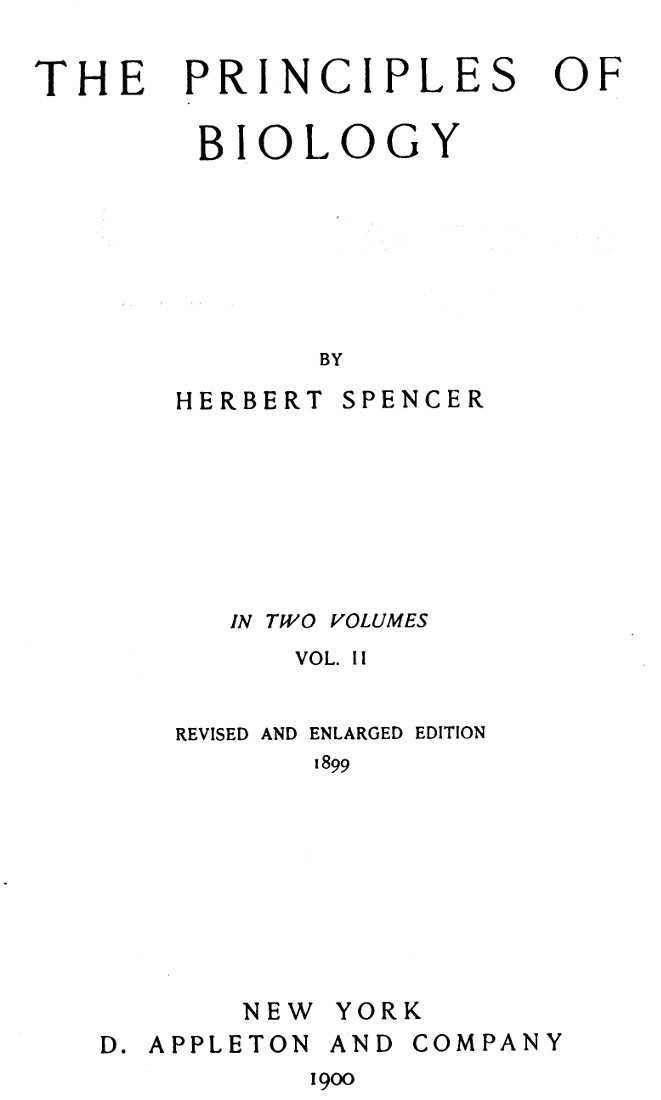 THE PRINCIPLES OF
BIOLOGY
BY
HERBERT SPENCER
IN TWO VOLUMES
VOL. II
REVISED AND ENLARGED EDITION
1899
NEW YORK
D. APPLETON AND COMPANY
1900